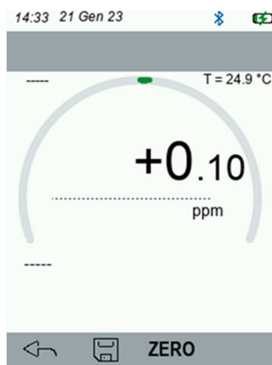 14:33 21 Gen 23
----- T = 24.9 °C
+0.10
ppm
-----
ZERO